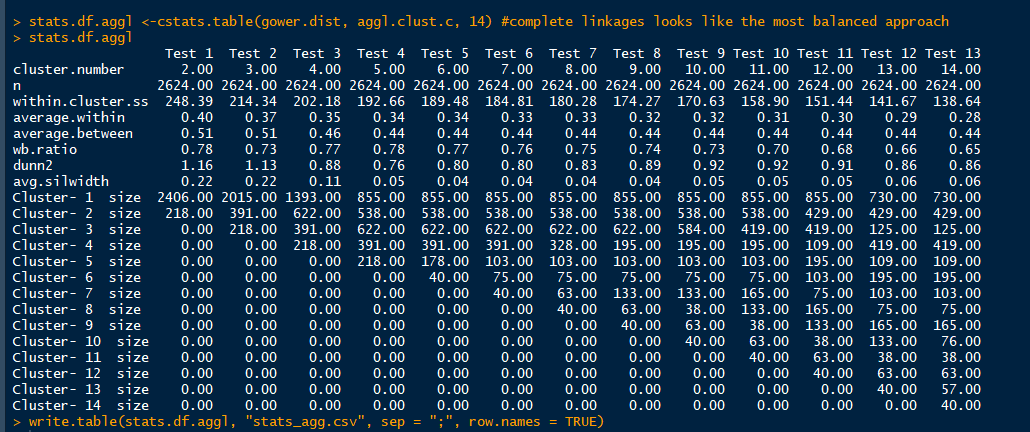 > stats.df.aggl <-cstats.table(gower.dist, aggl.clust.c, 14) #complete linkages looks like the most balanced approach
> stats.df.aggl
Test 1 Test 2 Test 3 Test 4 Test 5 Test 6 Test 7 Test 8 Test 9 Test 10 Test 11 Test 12 Test 13
cluster.number 2.00 3.00 4.00 5.00 6.00 7.00 8.00 9.00 10.00 11.00 12.00 13.00 14.00
n 2624.00 2624.00 2624.00 2624.00 2624.00 2624.00 2624.00 2624.00 2624.00 2624.00 2624.00 2624.00 2624.00
within.cluster.ss 248.39 214.34 202.18 192.66 189.48 184.81 180.28 174.27 170.63 158.90 151.44 141.67 138.64
average.within 0.40 0.37 0.35 0.34 0.34 0.33 0.33 0.32 0.32 0.31 0.30 0.29 0.28
average.between 0.51 0.51 0.46 0.44 0.44 0.44 0.44 0.44 0.44 0.44 0.44 0.44 0.44
wb.ratio 0.78 0.73 0.77 0.78 0.77 0.76 0.75 0.74 0.73 0.70 0.68 0.66 0.65
dunn2 1.16 1.13 0.88 0.76 0.80 0.80 0.83 0.89 0.92 0.92 0.91 0.86 0.86
avg.silwidth 0.22 0.22 0.11 0.05 0.04 0.04 0.04 0.04 0.05 0.05 0.05 0.06 0.06
Cluster- 1 size 2406.00 2015.00 1393.00 855.00 855.00 855.00 855.00 855.00 855.00 855.00 855.00 730.00 730.00
Cluster- 2 size 218.00 391.00 622.00 538.00 538.00 538.00 538.00 538.00 538.00 538.00 429.00 429.00 429.00
Cluster- 3 size 0.00 218.00 391.00 622.00 622.00 622.00 622.00 622.00 584.00 419.00 419.00 125.00 125.00
Cluster- 4 size 0.00 0.00 218.00 391.00 391.00 391.00 328.00 195.00 195.00 195.00 109.00 419.00 419.00
Cluster- 5 size 0.00 0.00 0.00 218.00 178.00 103.00 103.00 103.00 103.00 103.00 195.00 109.00 109.00
Cluster- 6 size 0.00 0.00 0.00 0.00 40.00 75.00 75.00 75.00 75.00 75.00 103.00 195.00 195.00
Cluster- 7 size 0.00 0.00 0.00 0.00 0.00 40.00 63.00 133.00 133.00 165.00 75.00 103.00 103.00
Cluster- 8 size 0.00 0.00 0.00 0.00 0.00 0.00 40.00 63.00 38.00 133.00 165.00 75.00 75.00
Cluster- 9 size 0.00 0.00 0.00 0.00 0.00 0.00 0.00 40.00 63.00 38.00 133.00 165.00 165.00
Cluster- 10 size 0.00 0.00 0.00 0.00 0.00 0.00 0.00 0.00 40.00 63.00 38.00 133.00 76.00
Cluster- 11 size 0.00 0.00 0.00 0.00 0.00 0.00 0.00 0.00 0.00 40.00 63.00 38.00 38.00
Cluster- 12 size 0.00 0.00 0.00 0.00 0.00 0.00 0.00 0.00 0.00 0.00 40.00 63.00 63.00
Cluster- 13 size 0.00 0.00 0.00 0.00 0.00 0.00 0.00 0.00 0.00 0.00 0.00 40.00 57.00
Cluster- 14 size 0.00 0.00 0.00 0.00 0.00 0.00 0.00 0.00 0.00 0.00 0.00 0.00 40.00
> write.table(stats.df.aggl, "stats_agg.csv", sep = ";", row.names = TRUE)